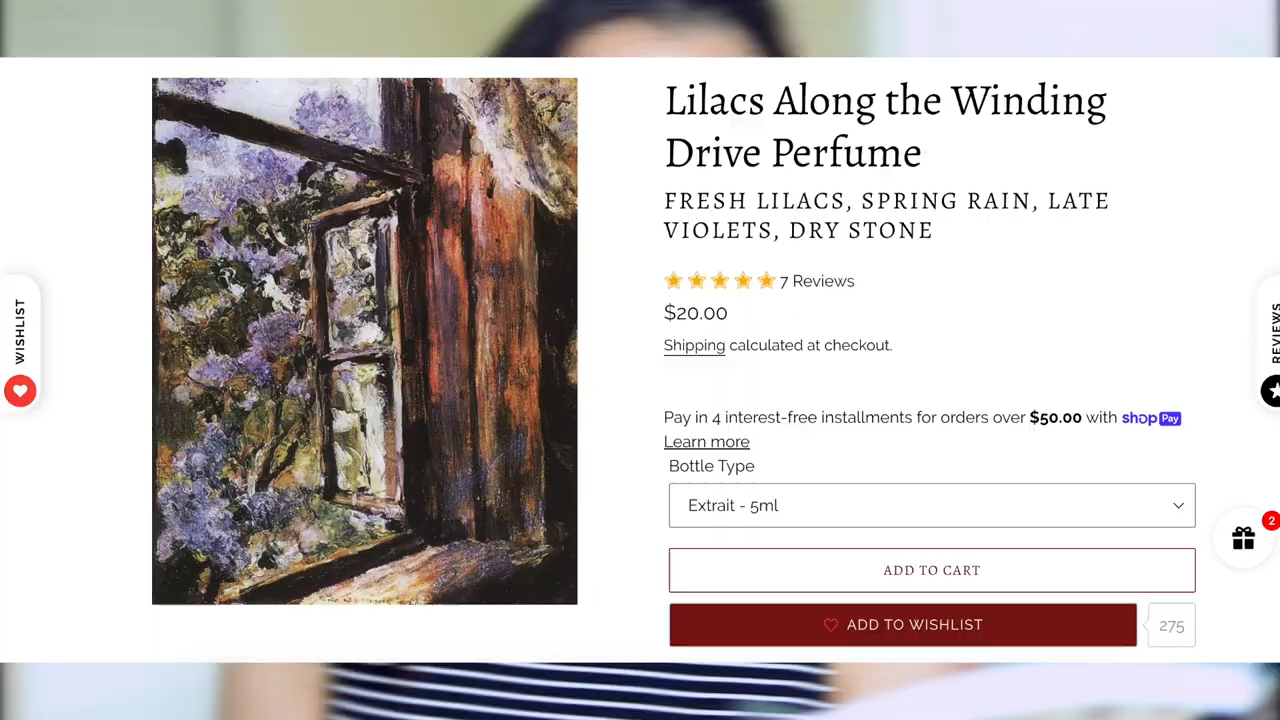 Lilacs Along the Winding
Drive Perfume
FRESH LILACS, SPRING RAIN, LATE
VIOLETS, DRY STONE
7 Reviews
$20.00
Shipping calculated at checkout.
Pay in 4 interest-free installments for orders over $50.00 with shop Pay
Learn more
Bottle Type
Extrait - 5ml
ADD TO CART
ADD TO WISHLIST
275
WISHLIST
REVIEWS
2